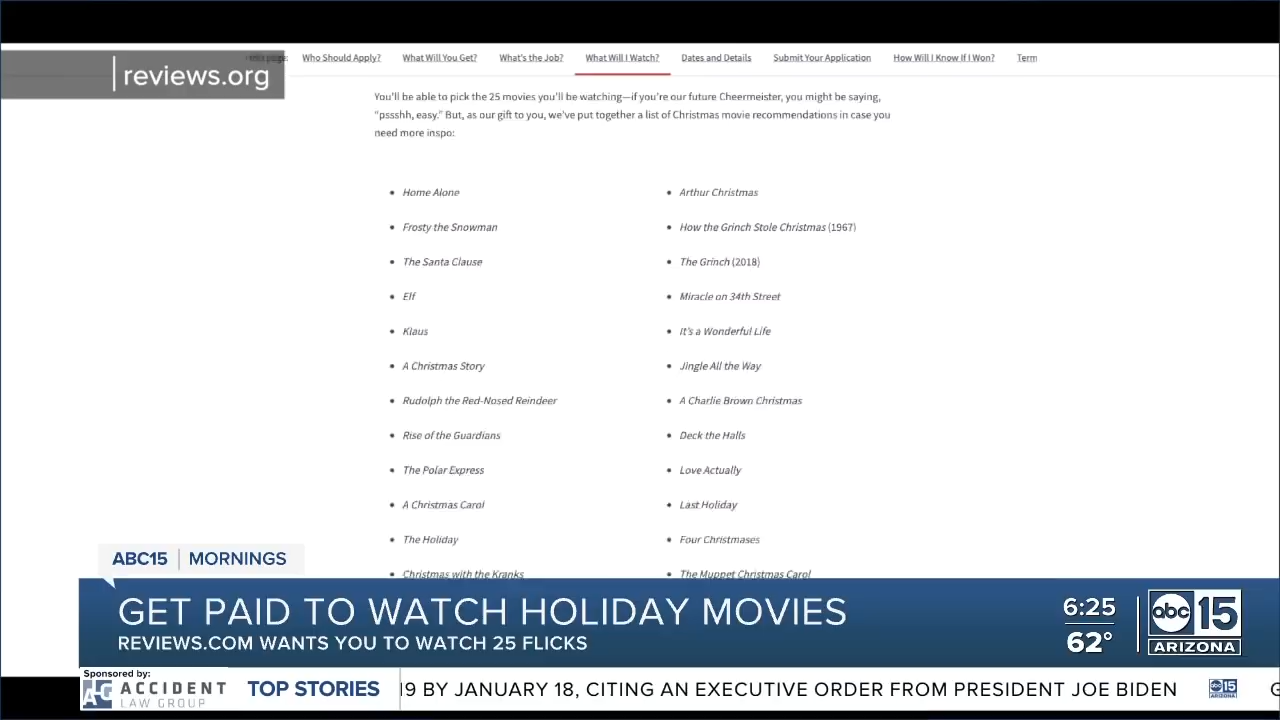 reviews.org
Who Should Apply? What Will You Get? What's the Job? What Will I Watch? Dates and Details Submit Your Application How Will I Know If I Won? Term
You'll be able to pick the 25 movies you'll be watching—if you're our future Cheermeister, you might be saying,
"pssshh, easy." But, as our gift to you, we've put together a list of Christmas movie recommendations in case you
need more inspo:
Home Alone
Frosty the Snowman
The Santa Clause
Elf
Klaus
A Christmas Story
Rudolph the Red-Nosed Reindeer
Rise of the Guardians
The Polar Express
A Christmas Carol
The Holiday
Christmas with the Kranks
Arthur Christmas
How the Grinch Stole Christmas (1967)
The Grinch (2018)
Miracle on 34th Street
It's a Wonderful Life
Jingle All the Way
A Charlie Brown Christmas
Deck the Halls
Love Actually
Last Holiday
Four Christmases
The Muppet Christmas Carol
ABC15 | MORNINGS
GET PAID TO WATCH HOLIDAY MOVIES
REVIEWS.COM WANTS YOU TO WATCH 25 FLICKS
6:25
62°
abc 15
ARIZONA
Sponsored by:
AG ACCIDENT
LAW GROUP
TOP STORIES
19 BY JANUARY 18, CITING AN EXECUTIVE ORDER FROM PRESIDENT JOE BIDEN
abc 15
ARIZONA